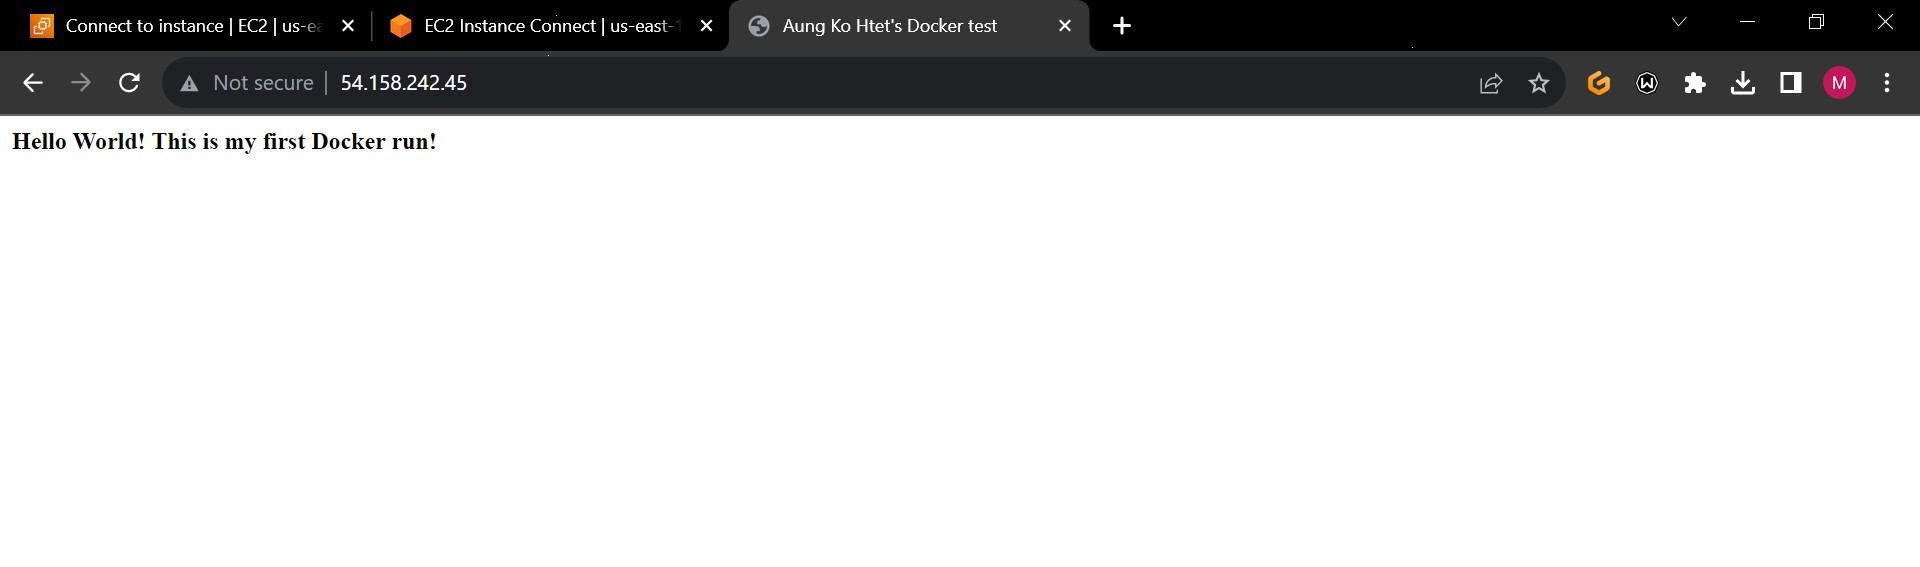 Connect to instance | EC2 | us-ea
EC2 Instance Connect | us-east-1
Aung Ko Htet's Docker test
Not secure
54.158.242.45
M
Hello World! This is my first Docker run!